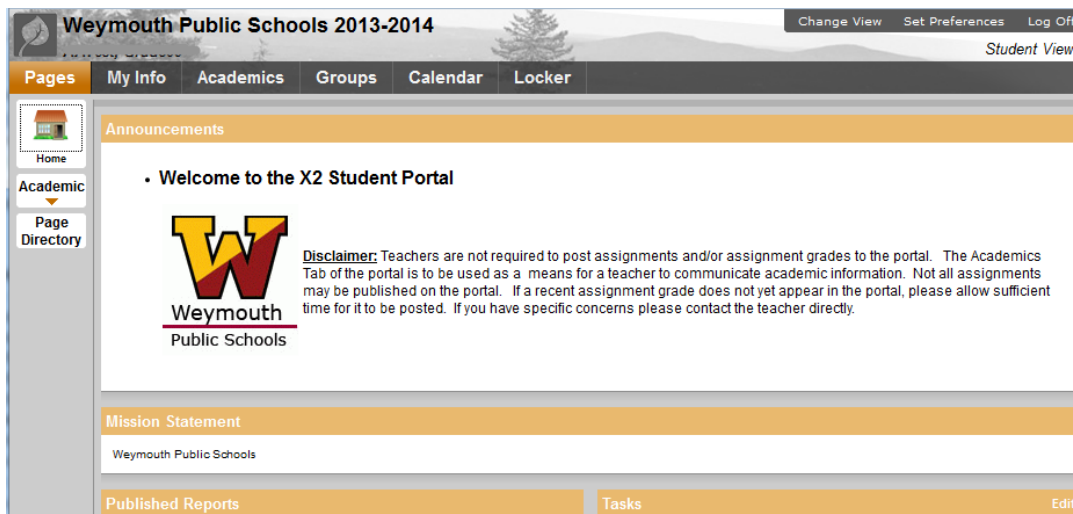 Weymouth Public Schools 2013-2014
Change View Set Preferences Log Off
Student View
Pages My Info Academics Groups Calendar Locker
Home
Academic
Page
Directory
Announcements
• Welcome to the X2 Student Portal
W
Weymouth
Public Schools
Disclaimer: Teachers are not required to post assignments and/or assignment grades to the portal. The Academics
Tab of the portal is to be used as a means for a teacher to communicate academic information. Not all assignments
may be published on the portal. If a recent assignment grade does not yet appear in the portal, please allow sufficient
time for it to be posted. If you have specific concerns please contact the teacher directly.
Mission Statement
Weymouth Public Schools
Published Reports
Tasks Edit